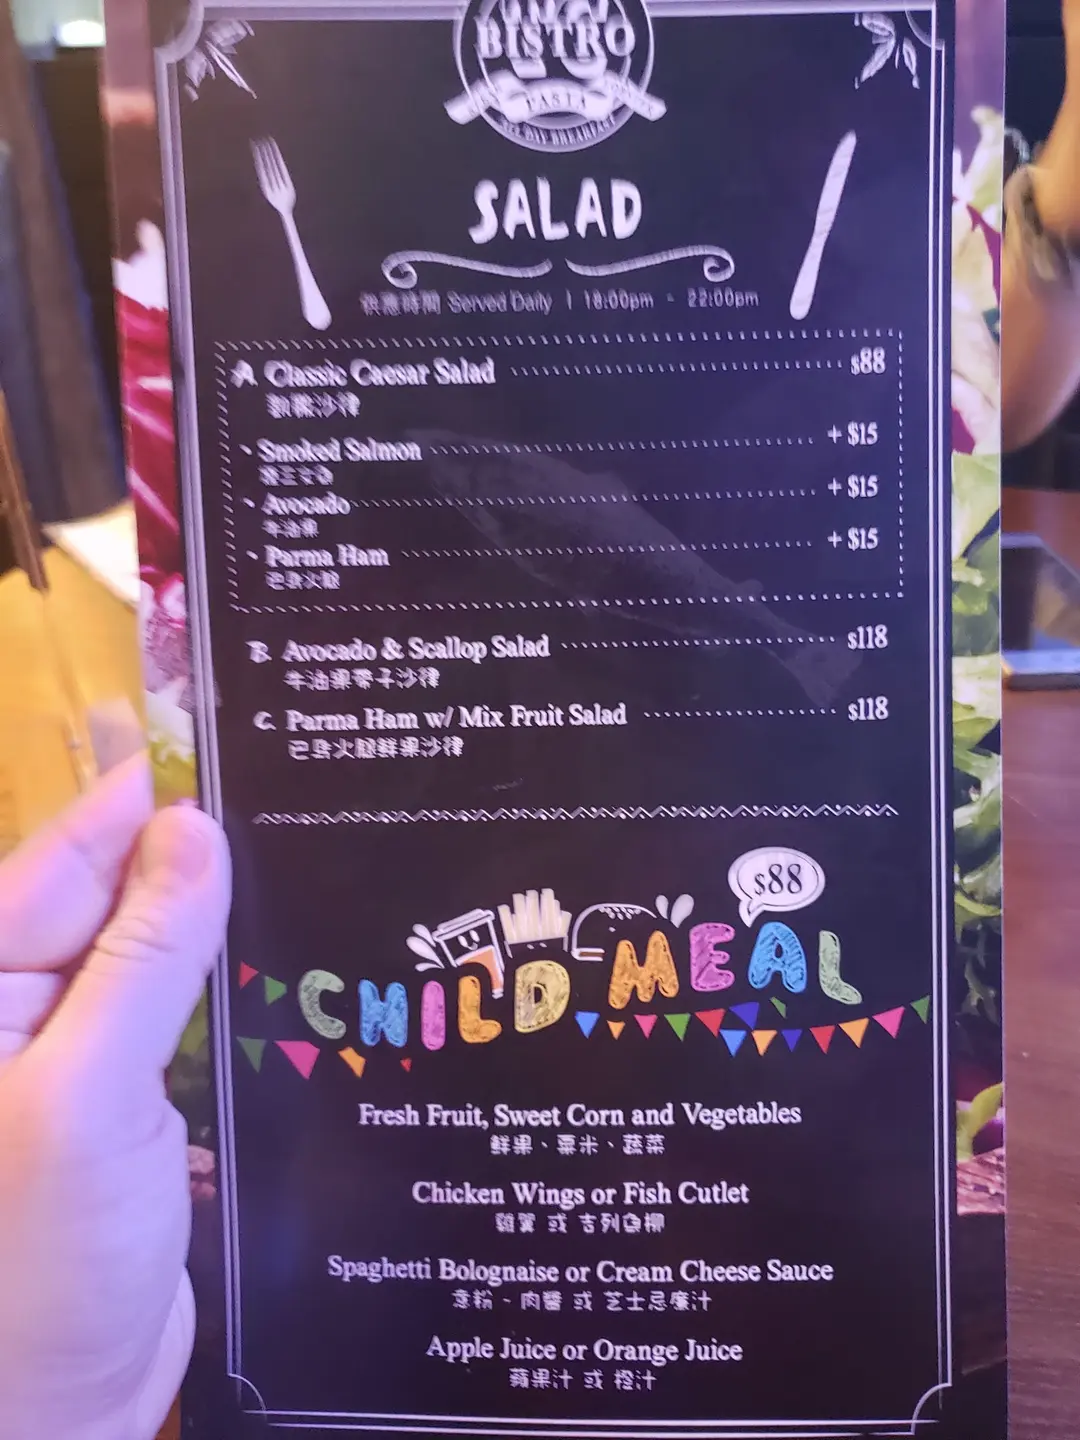 BISTRO
PASTA
ALL DAY BREAKFAST
SALAD
供應時間 Served Daily | 18:00pm - 22:00pm
A Classic Caesar Salad $88
凱撒沙律
Smoked Salmon + $15
煙三文魚
Avocado + $15
牛油果
Parma Ham + $15
巴馬火腿
B. Avocado & Scallop Salad $118
牛油果帶子沙律
C. Parma Ham w/ Mix Fruit Salad $118
巴馬火腿鮮果沙律
$88
CHILD MEAL
Fresh Fruit, Sweet Corn and Vegetables
鮮果、粟米、蔬菜
Chicken Wings or Fish Cutlet
雞翼 或 吉列魚柳
Spaghetti Bolognaise or Cream Cheese Sauce
意粉 - 肉醬 或 芝士忌廉汁
Apple Juice or Orange Juice
蘋果汁 或 橙汁